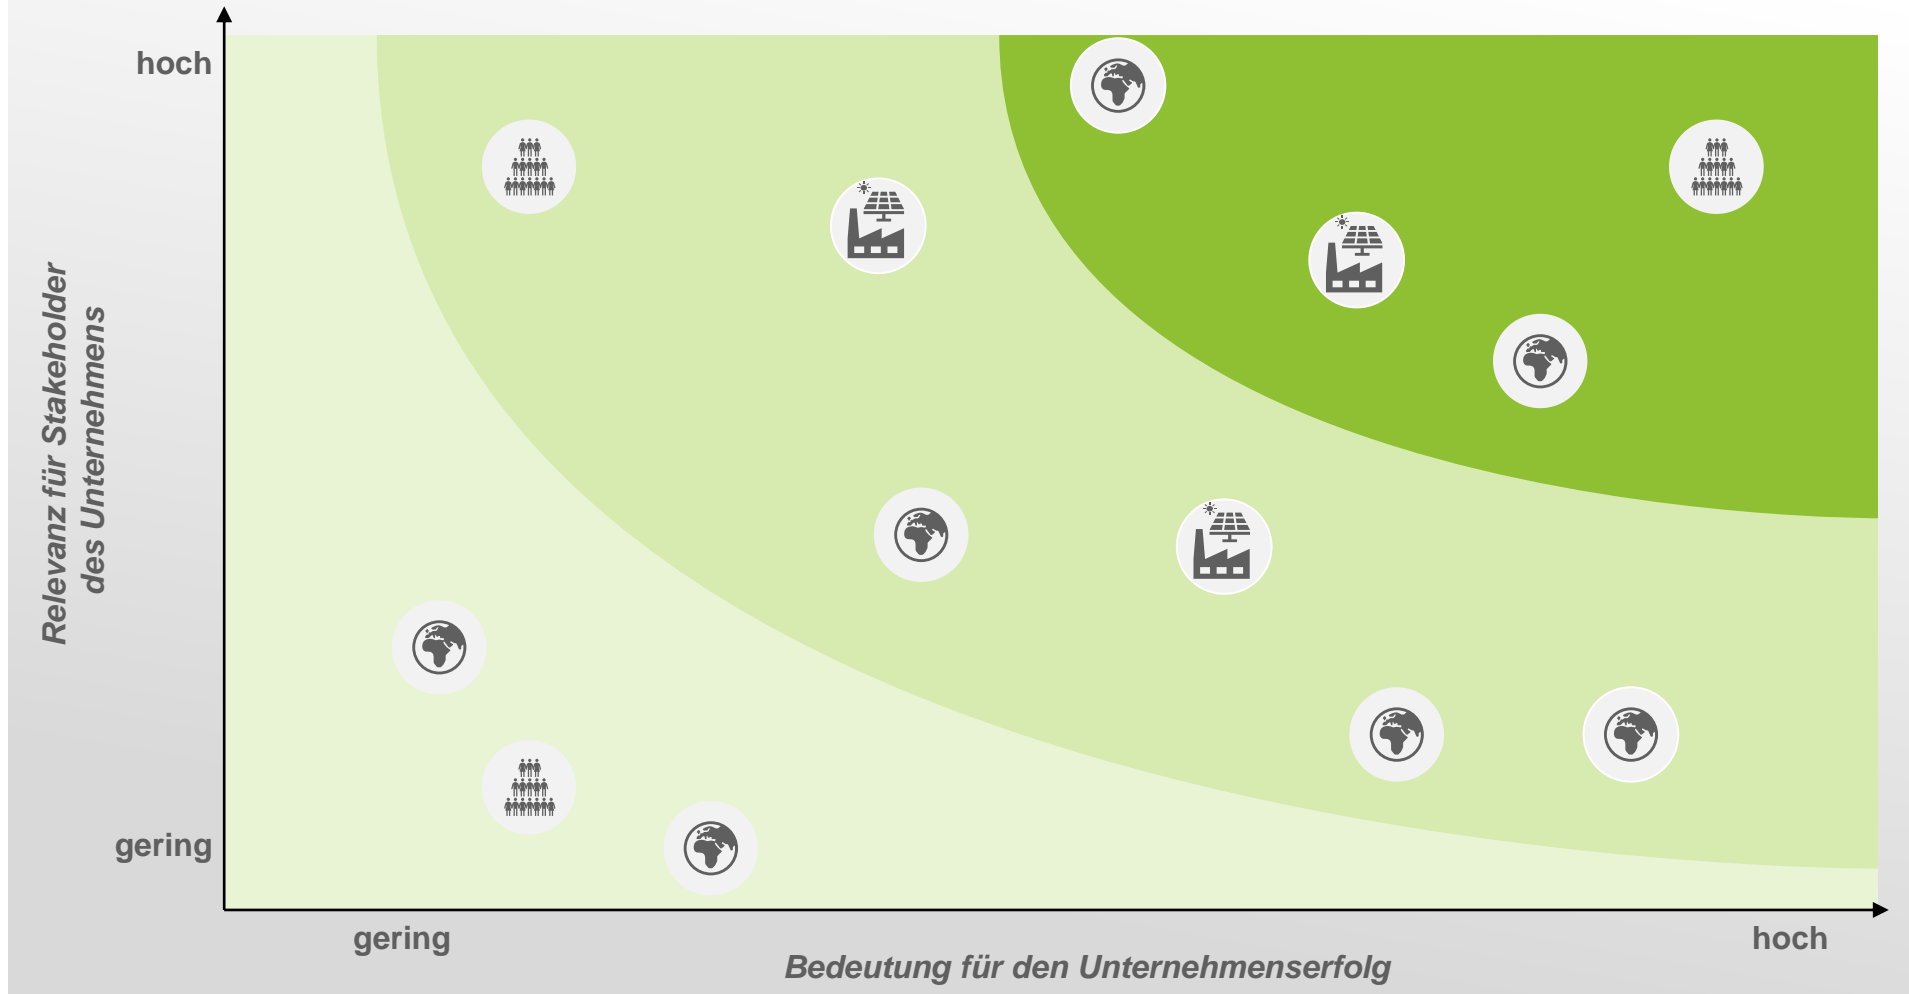 hoch
Relevanz für Stakeholder
des Unternehmens
gering
gering
hoch
Bedeutung für den Unternehmenserfolg